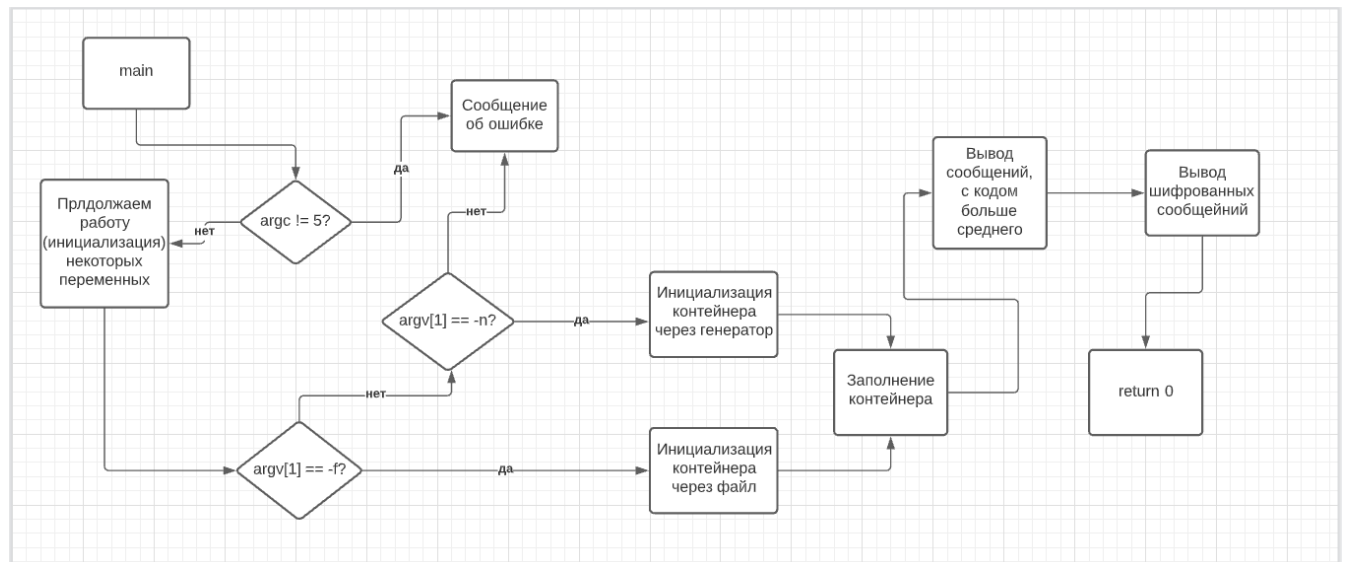 main
Сообщение
об ошибке
да
argc != 5?
нет
Прлдолжаем
работу
(инициализация)
некоторых
переменных
нет
argv[1] == -n?
да
Инициализация
контейнера
через генератор
нет
argv[1] == -f?
да
Инициализация
контейнера
через файл
Заполнение
контейнера
Вывод
сообщений,
с кодом
больше
среднего
Вывод
шифрованных
сообщейний
return 0